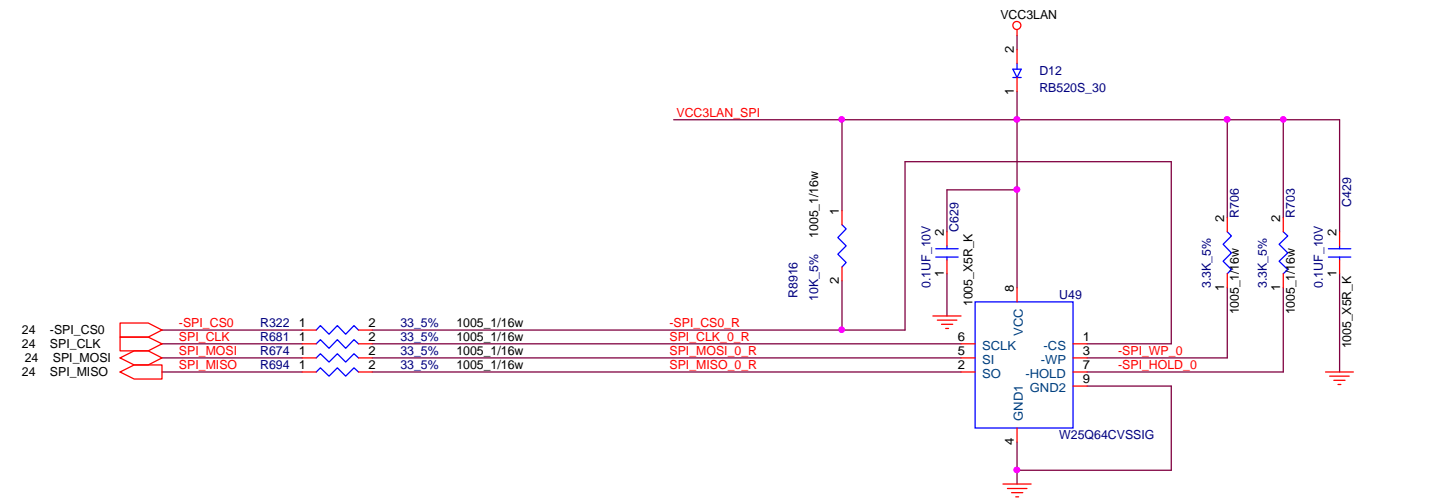 VCC3LAN
2
D12
1
RB520S_30
VCC3LAN_SPI
1005_1/16w
1
R8916
10K_5%
2
C629
0.1UF_10V
2
1
1005_X5R_K
R706
2
3.3K_5%
1
1005_1/16w
R703
2
3.3K_5%
1
1005_1/16w
C429
2
0.1UF_10V
1
1005_X5R_K
8
U49
VCC
24 -SPI_CS0 -SPI_CS0 R322 1 2 33_5% 1005_1/16w -SPI_CS0_R
24 SPI_CLK SPI_CLK R681 1 2 33_5% 1005_1/16w SPI_CLK_0_R 6 SCLK -CS 1
24 SPI_MOSI SPI_MOSI R674 1 2 33_5% 1005_1/16w SPI_MOSI_0_R 5 SI -WP 3 -SPI_WP_0
24 SPI_MISO SPI_MISO R694 1 2 33_5% 1005_1/16w SPI_MISO_0_R 2 SO -HOLD 7 -SPI_HOLD_0
GND2 9
GND1
4
W25Q64CVSSIG